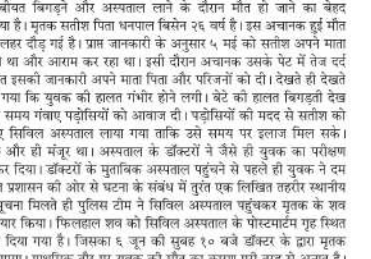 बीयत बिगड़ने और अस्पताल लाने के दौरान मौत हो जाने का बेहद
या है। मृतक सतीश पिता धनपाल बिसेन २६ वर्ष है। इस अचानक हुई मौत
लहर दौड़ गई है। प्राप्त जानकारी के अनुसार ५ मई को सतीश अपने माता
था और आराम कर रहा था। इसी दौरान अचानक उसके पेट में तेज दर्द
त इसकी जानकारी अपने माता पिता और परिजनों को दी। देखते ही देखते
गया कि युवक की हालत गंभीर होने लगी। बेटे की हालत बिगड़ती देख
समय गंवाए पड़ोसियों को आवाज दी। पड़ोसियों की मदद से सतीश को
सिविल अस्पताल लाया गया ताकि उसे समय पर इलाज मिल सके।
और ही मंजूर था। अस्पताल के डॉक्टरों ने जैसे ही युवक का परीक्षण
कर दिया। डॉक्टरों के मुताबिक अस्पताल पहुंचने से पहले ही युवक ने दम
प्रशासन की ओर से घटना के संबंध में तुरंत एक लिखित तहरीर स्थानीय
सूचना मिलते ही पुलिस टीम ने सिविल अस्पताल पहुंचकर मृतक के शव
यार किया। फिलहाल शव को सिविल अस्पताल के पोस्टमार्टम गृह स्थित
दिया गया है। जिसका ६ जून की सुबह १० बजे डॉक्टर के द्वारा मृतक